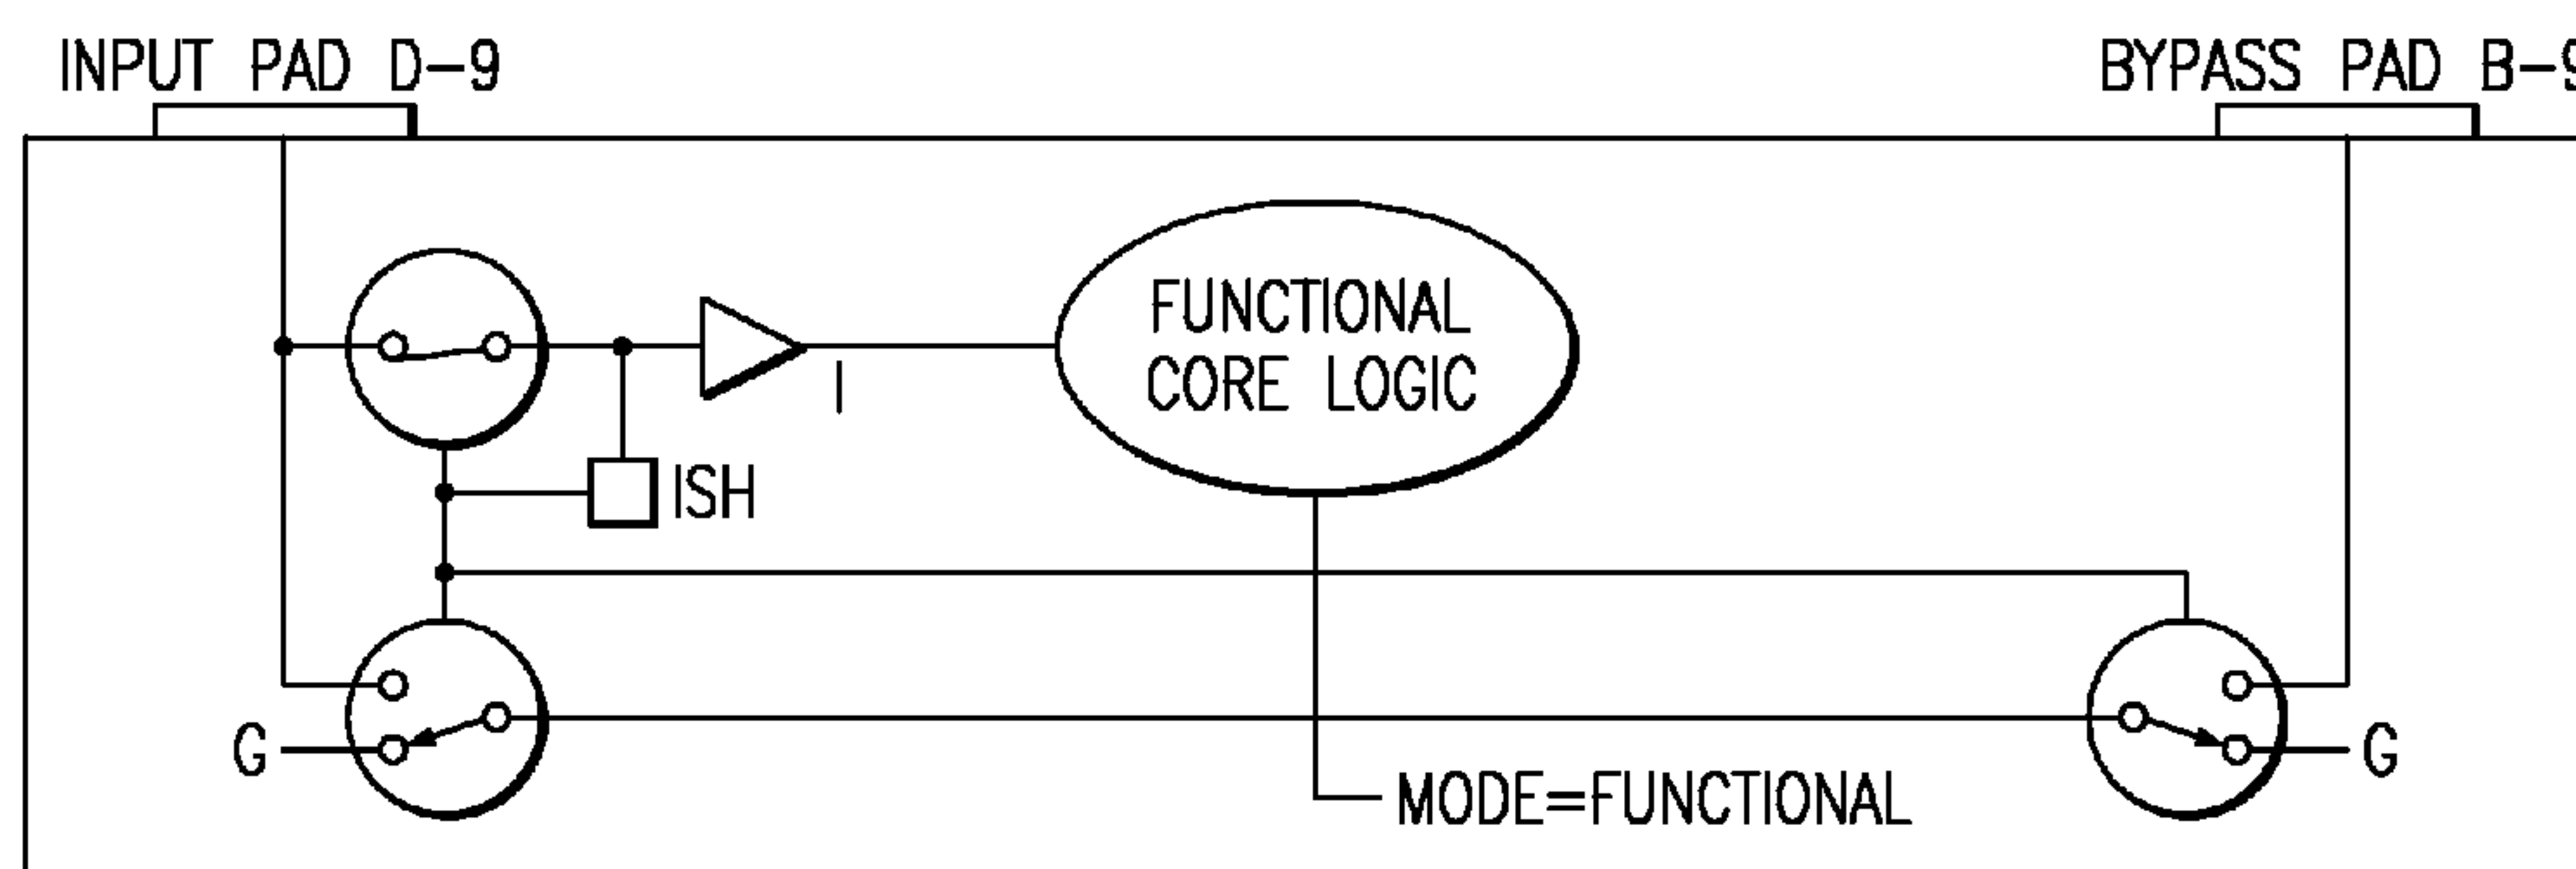 INPUT PAD D-9
BYPASS PAD B-9
FUNCTIONAL
CORE LOGIC
I
ISH
G
G
MODE=FUNCTIONAL